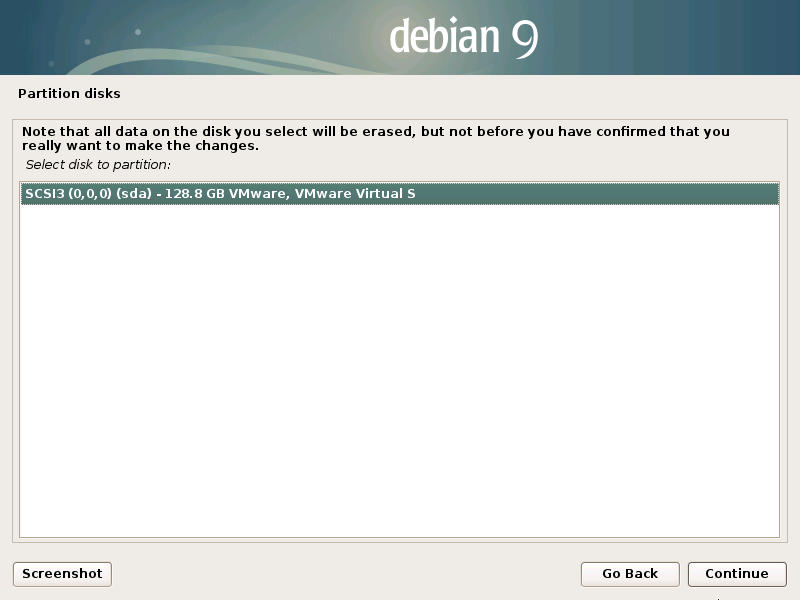 debian 9
Partition disks
Note that all data on the disk you select will be erased, but not before you have confirmed that you
really want to make the changes.
Select disk to partition:
SCSI3 (0,0,0) (sda) - 128.8 GB VMware, VMware Virtual S
Screenshot
Go Back
Continue